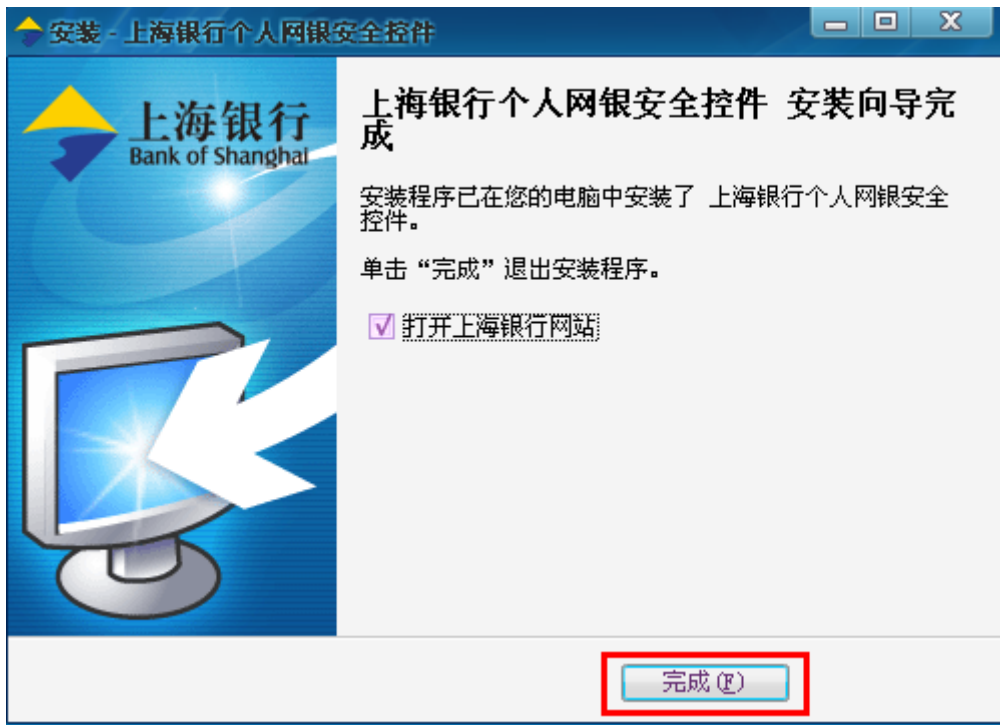 安装 - 上海银行个人网银安全控件
上海银行
Bank of Shanghai
上海银行个人网银安全控件 安装向导完
成
安装程序已在您的电脑中安装了 上海银行个人网银安全
控件。
单击“完成”退出安装程序。
打开上海银行网站
完成(F)